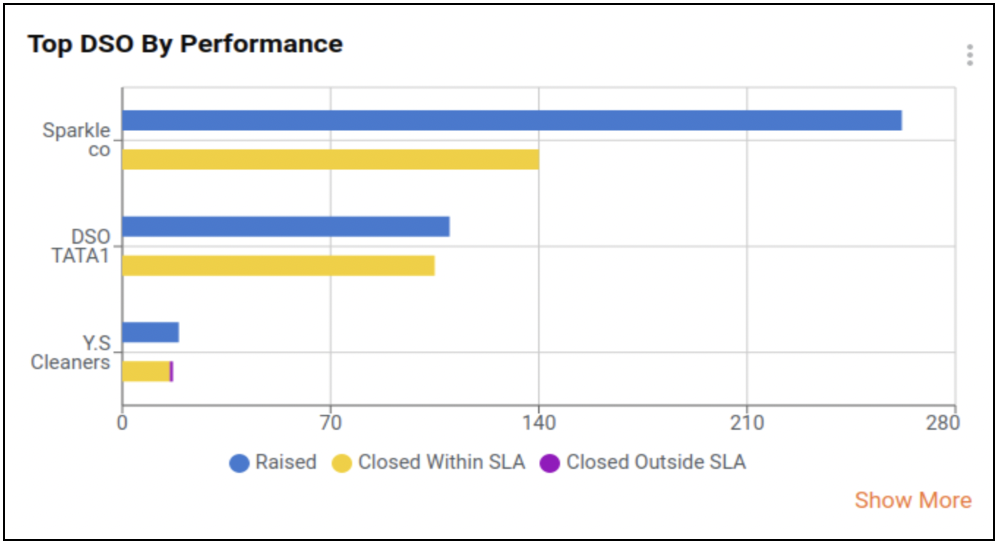 Top DSO By Performance
Sparkle
co
DSO
TATA1
Y.S
Cleaners
0 70 140 210 280
Raised Closed Within SLA Closed Outside SLA
Show More